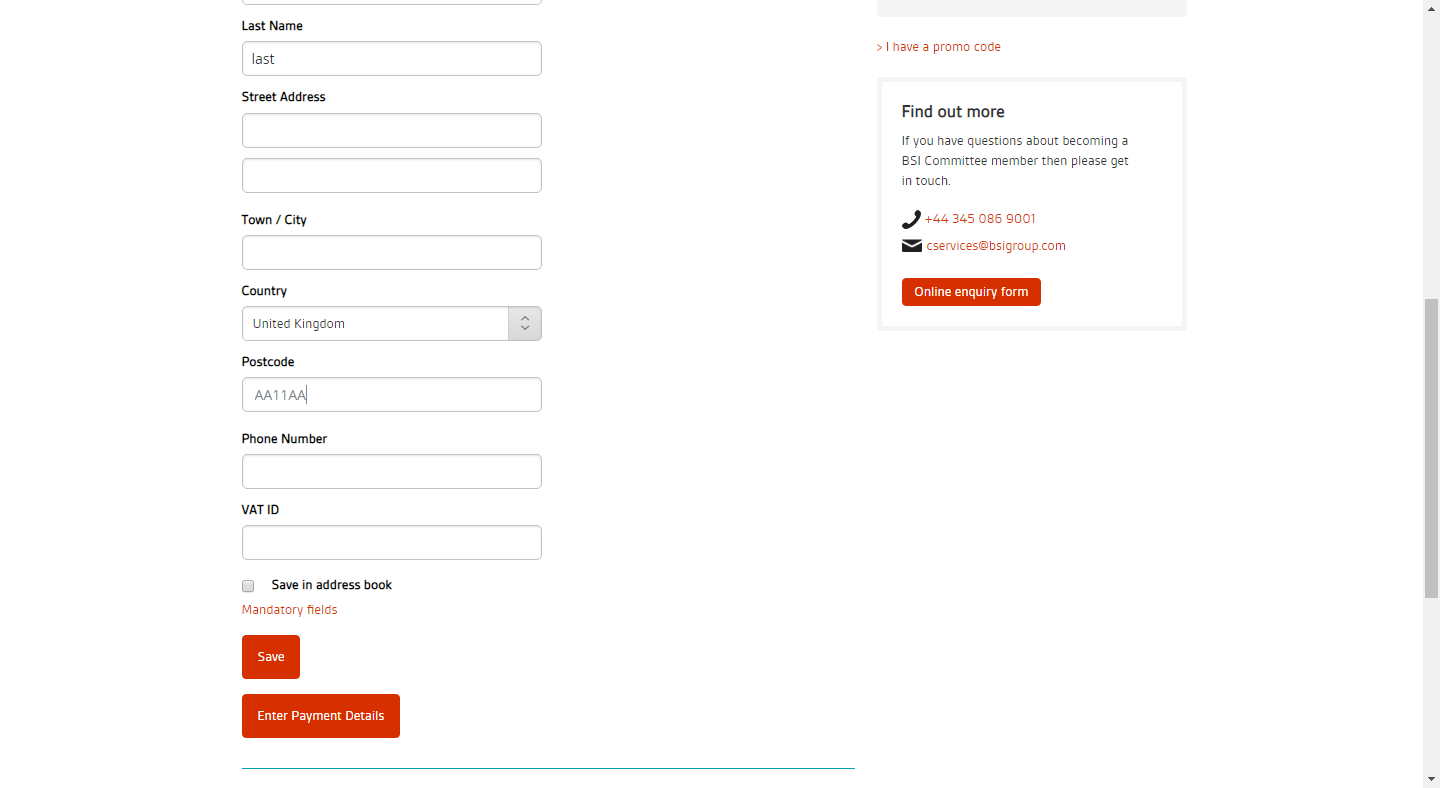 Last Name
last
Street Address
Town / City
Country
United Kingdom
Postcode
AA11AA
Phone Number
VAT ID
Save in address book
Mandatory fields
Save
Enter Payment Details
> I have a promo code
Find out more
If you have questions about becoming a
BSI Committee member then please get
in touch.
+44 345 086 9001
cservices@bsigroup.com
Online enquiry form